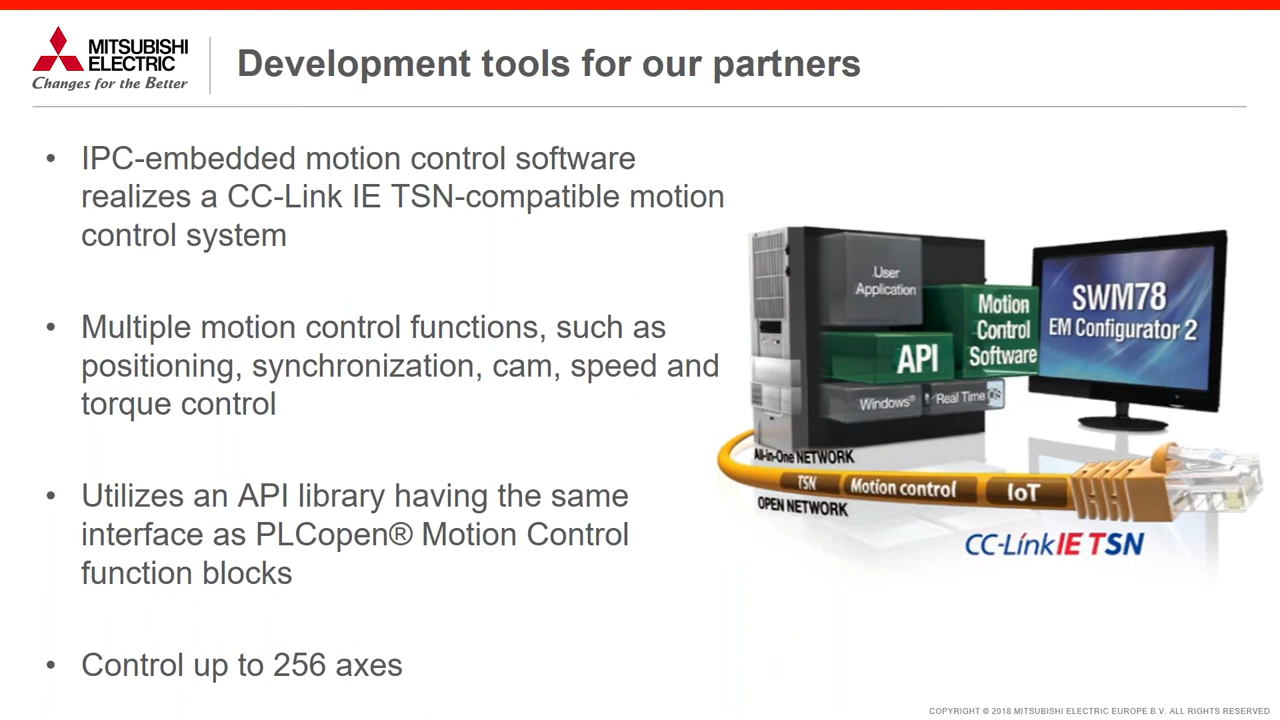 MITSUBISHI
ELECTRIC
Changes for the Better
Development tools for our partners
• IPC-embedded motion control software
realizes a CC-Link IE TSN-compatible motion
control system
• Multiple motion control functions, such as
positioning, synchronization, cam, speed and
torque control
• Utilizes an API library having the same
interface as PLCopen® Motion Control
function blocks
• Control up to 256 axes
User
Application
Motion
Control
Software
API
Windows®
Real Time OS
SWM78
EM Configurator 2
All-in-One NETWORK
TSN
Motion control
IoT
OPEN NETWORK
CC-Link IE TSN
COPYRIGHT © 2018 MITSUBISHI ELECTRIC EUROPE B.V. ALL RIGHTS RESERVED